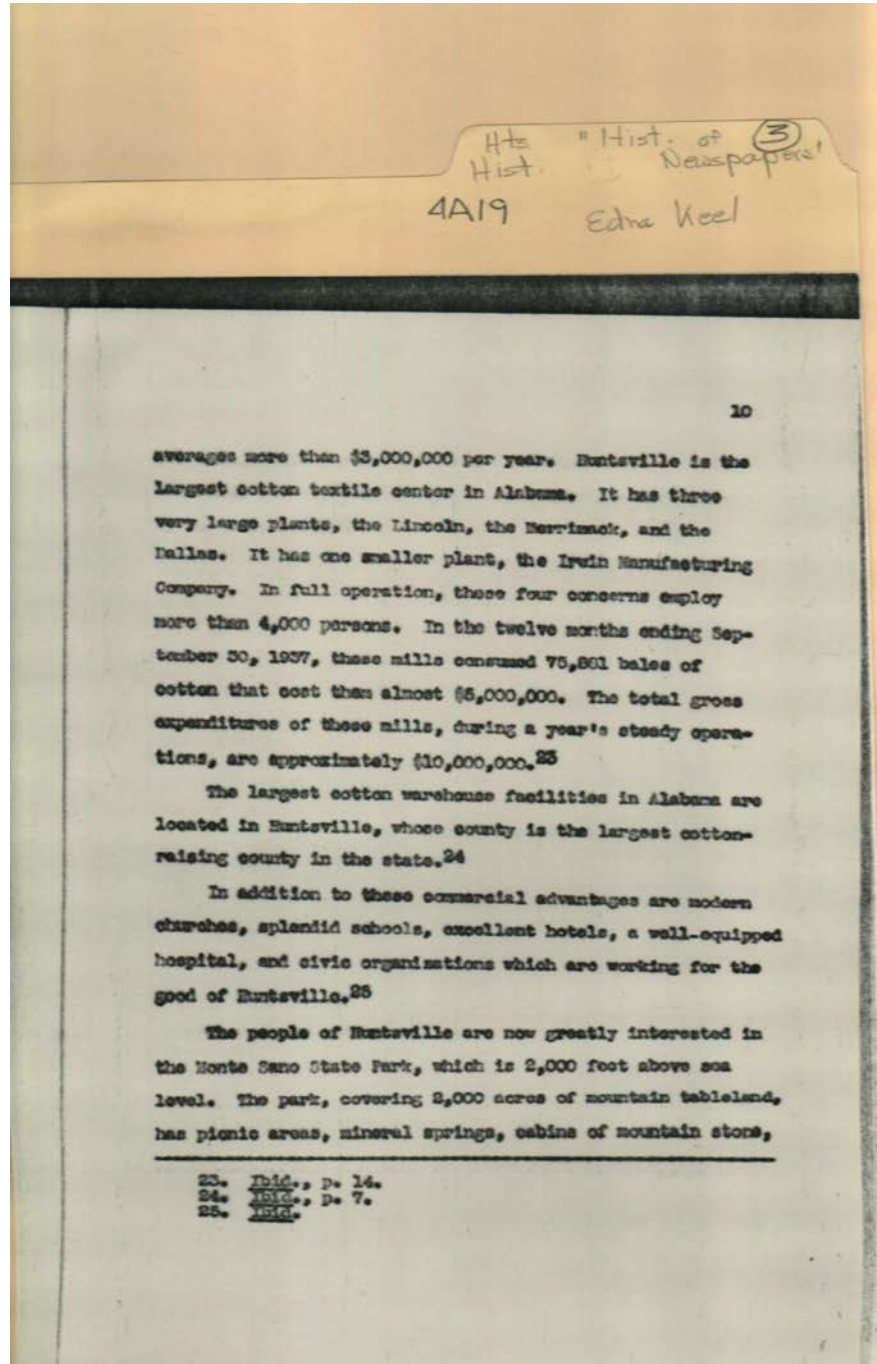 Hts "Hist. of ③
Hist. Newspapers"
4A19 Edna Keel
10
averages more than $3,000,000 per year. Huntsville is the
largest cotton textile center in Alabama. It has three
very large plants, the Lincoln, the Merrimack, and the
Dallas. It has one smaller plant, the Irwin Manufacturing
Company. In full operation, these four concerns employ
more than 4,000 persons. In the twelve months ending Sep-
tember 30, 1937, these mills consumed bales of
cotton that cost them almost The total gross
expenditures of these mills, during a year's steady opera-
tions, are approximately $10,000,000.23
The largest cotton warehouse facilities in Alabama are
located in Huntsville, whose county is the largest cotton-
raising county in the state.24
In addition to these commercial advantages are modern
churches, splendid schools, excellent hotels, a well-equipped
hospital, and civic organizations which are working for the
good of Huntsville.25
The people of Huntsville are now greatly interested in
the Monte Sano State Park, which is 2,000 feet above sea
level. The park, covering 2,000 acres of mountain tableland,
has picnic areas, mineral springs, cabins of mountain stone,
23. Ibid., p. 14.
24. Ibid., p. 7.
25. Ibid.